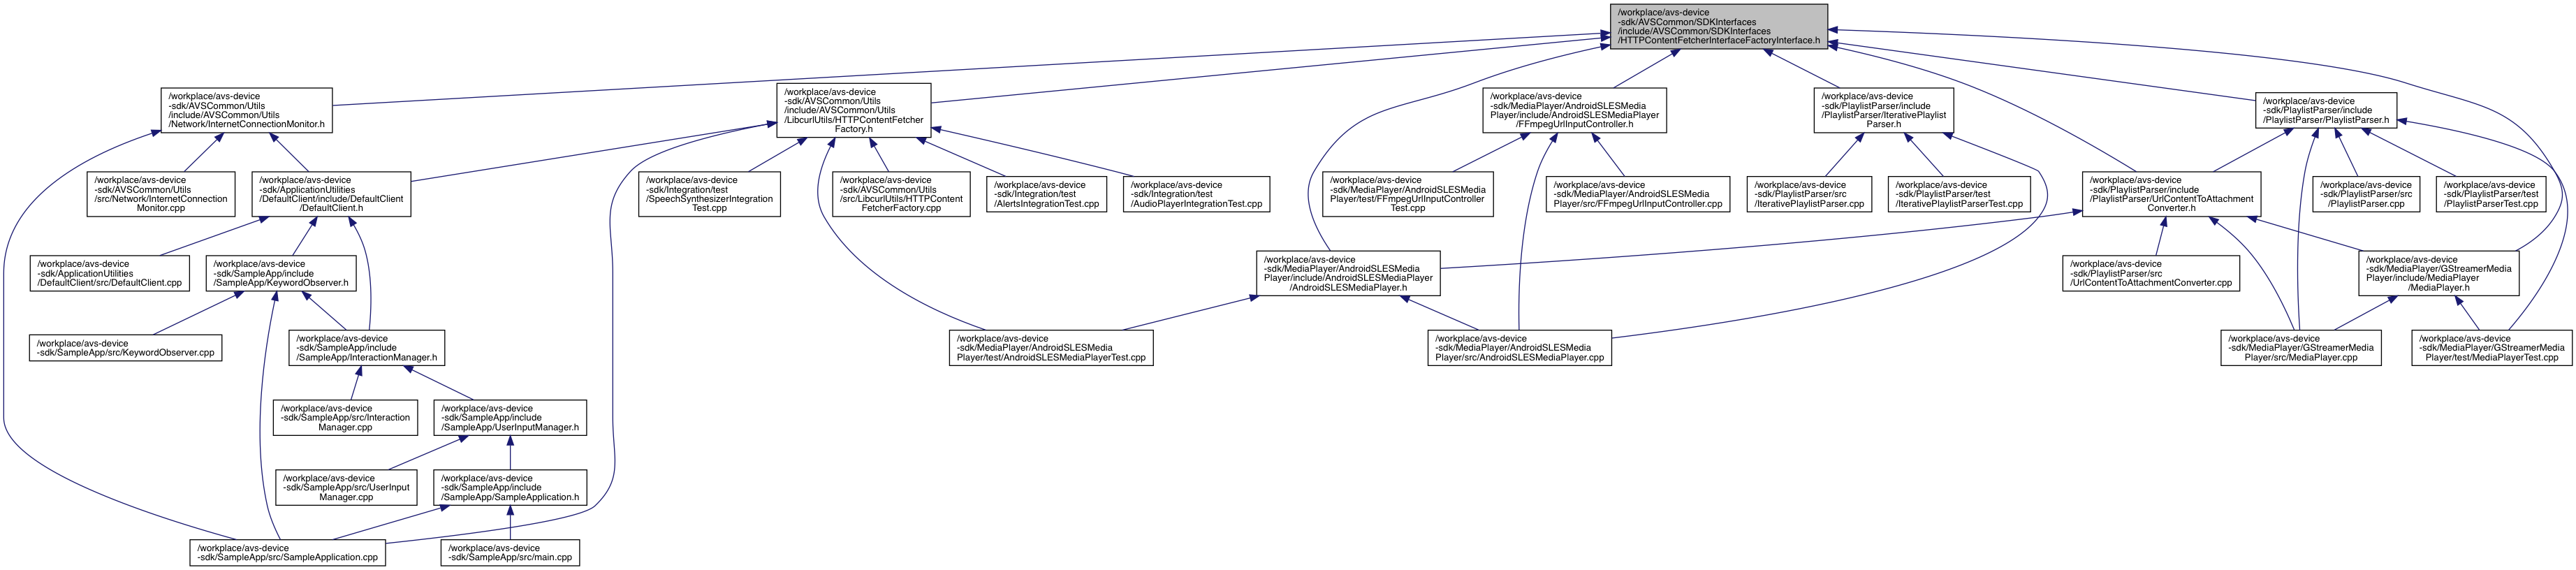 /workplace/avs-device
-sdk/AVSCommon/SDKInterfaces
/include/AVSCommon/SDKInterfaces
/HTTPContentFetcherInterfaceFactoryInterface.h
/workplace/avs-device
-sdk/AVSCommon/Utils
/include/AVSCommon/Utils
/Network/InternetConnectionMonitor.h
/workplace/avs-device
-sdk/AVSCommon/Utils
/include/AVSCommon/Utils
/LibcurlUtils/HTTPContentFetcher
Factory.h
/workplace/avs-device
-sdk/MediaPlayer/AndroidSLESMedia
Player/include/AndroidSLESMediaPlayer
/FFmpegUrlInputController.h
/workplace/avs-device
-sdk/PlaylistParser/include
/PlaylistParser/IterativePlaylist
Parser.h
/workplace/avs-device
-sdk/PlaylistParser/include
/PlaylistParser/PlaylistParser.h
/workplace/avs-device
-sdk/AVSCommon/Utils
/src/Network/InternetConnection
Monitor.cpp
/workplace/avs-device
-sdk/ApplicationUtilities
/DefaultClient/include/DefaultClient
/DefaultClient.h
/workplace/avs-device
-sdk/Integration/test
/SpeechSynthesizerIntegration
Test.cpp
/workplace/avs-device
-sdk/AVSCommon/Utils
/src/LibcurlUtils/HTTPContent
FetcherFactory.cpp
/workplace/avs-device
-sdk/Integration/test
/AlertsIntegrationTest.cpp
/workplace/avs-device
-sdk/Integration/test
/AudioPlayerIntegrationTest.cpp
/workplace/avs-device
-sdk/MediaPlayer/AndroidSLESMedia
Player/test/FFmpegUrlInputController
Test.cpp
/workplace/avs-device
-sdk/MediaPlayer/AndroidSLESMedia
Player/src/FFmpegUrlInputController.cpp
/workplace/avs-device
-sdk/PlaylistParser/src
/IterativePlaylistParser.cpp
/workplace/avs-device
-sdk/PlaylistParser/test
/IterativePlaylistParserTest.cpp
/workplace/avs-device
-sdk/PlaylistParser/include
/PlaylistParser/UrlContentToAttachment
Converter.h
/workplace/avs-device
-sdk/PlaylistParser/src
/PlaylistParser.cpp
/workplace/avs-device
-sdk/PlaylistParser/test
/PlaylistParserTest.cpp
/workplace/avs-device
-sdk/ApplicationUtilities
/DefaultClient/src/DefaultClient.cpp
/workplace/avs-device
-sdk/SampleApp/include
/SampleApp/KeywordObserver.h
/workplace/avs-device
-sdk/MediaPlayer/AndroidSLESMedia
Player/include/AndroidSLESMediaPlayer
/AndroidSLESMediaPlayer.h
/workplace/avs-device
-sdk/PlaylistParser/src
/UrlContentToAttachmentConverter.cpp
/workplace/avs-device
-sdk/MediaPlayer/GStreamerMedia
Player/include/MediaPlayer
/MediaPlayer.h
/workplace/avs-device
-sdk/SampleApp/src/KeywordObserver.cpp
/workplace/avs-device
-sdk/SampleApp/include
/SampleApp/InteractionManager.h
/workplace/avs-device
-sdk/MediaPlayer/AndroidSLESMedia
Player/test/AndroidSLESMediaPlayerTest.cpp
/workplace/avs-device
-sdk/MediaPlayer/AndroidSLESMedia
Player/src/AndroidSLESMediaPlayer.cpp
/workplace/avs-device
-sdk/MediaPlayer/GStreamerMedia
Player/src/MediaPlayer.cpp
/workplace/avs-device
-sdk/MediaPlayer/GStreamerMedia
Player/test/MediaPlayerTest.cpp
/workplace/avs-device
-sdk/SampleApp/src/Interaction
Manager.cpp
/workplace/avs-device
-sdk/SampleApp/include
/SampleApp/UserInputManager.h
/workplace/avs-device
-sdk/SampleApp/src/UserInput
Manager.cpp
/workplace/avs-device
-sdk/SampleApp/include
/SampleApp/SampleApplication.h
/workplace/avs-device
-sdk/SampleApp/src/SampleApplication.cpp
/workplace/avs-device
-sdk/SampleApp/src/main.cpp